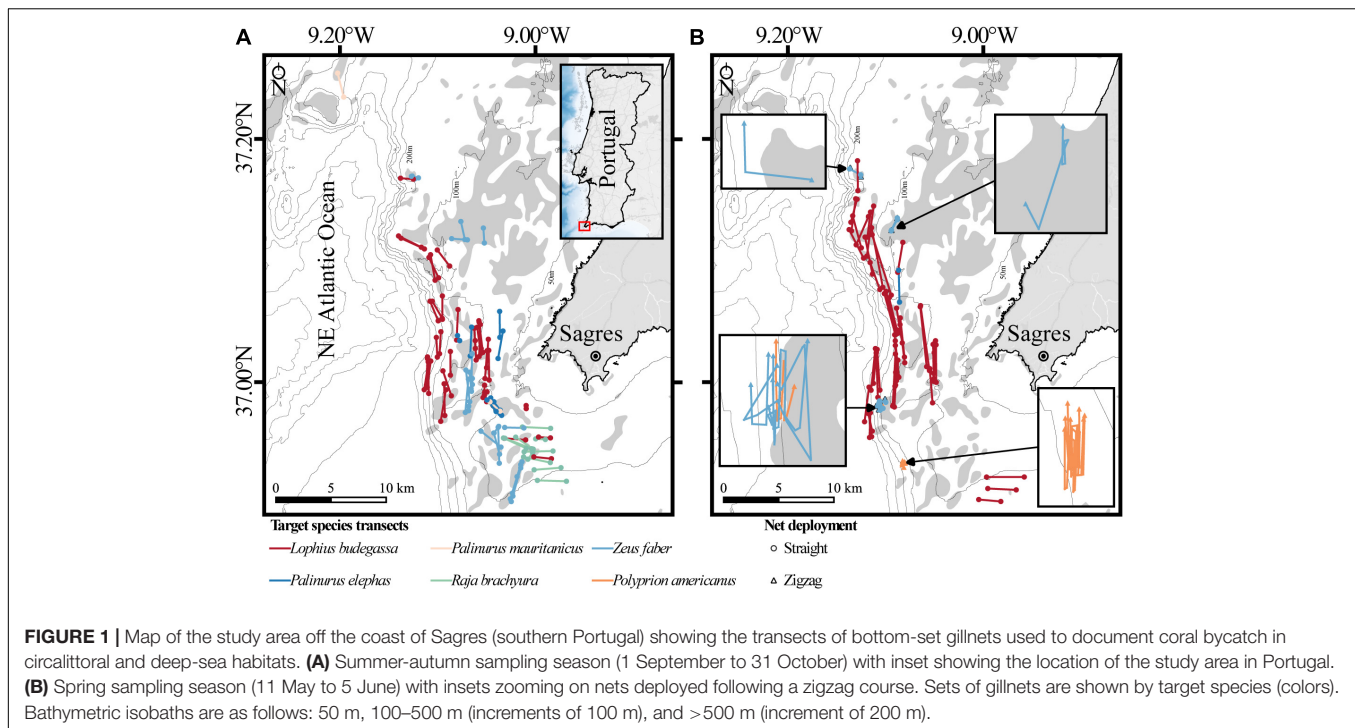 A
9.20°W
9.00°W
B
9.20°W
9.00°W
N
N
37.20°N
37.00°N
NE Atlantic Ocean
200m
100m
50m
Portugal
Sagres
200m
100m
50m
Sagres
0 5 10 km
0 5 10 km
Target species transects
Net deployment
Lophius budegassa
Palinurus mauritanicus
Zeus faber
Straight
Palinurus elephas
Raja brachyura
Polyprion americanus
Zigzag
FIGURE 1 | Map of the study area off the coast of Sagres (southern Portugal) showing the transects of bottom-set gillnets used to document coral bycatch in
circalittoral and deep-sea habitats. (A) Summer-autumn sampling season (1 September to 31 October) with inset showing the location of the study area in Portugal.
(B) Spring sampling season (11 May to 5 June) with insets zooming on nets deployed following a zigzag course. Sets of gillnets are shown by target species (colors).
Bathymetric isobaths are as follows: 50 m, 100–500 m (increments of 100 m), and >500 m (increment of 200 m).